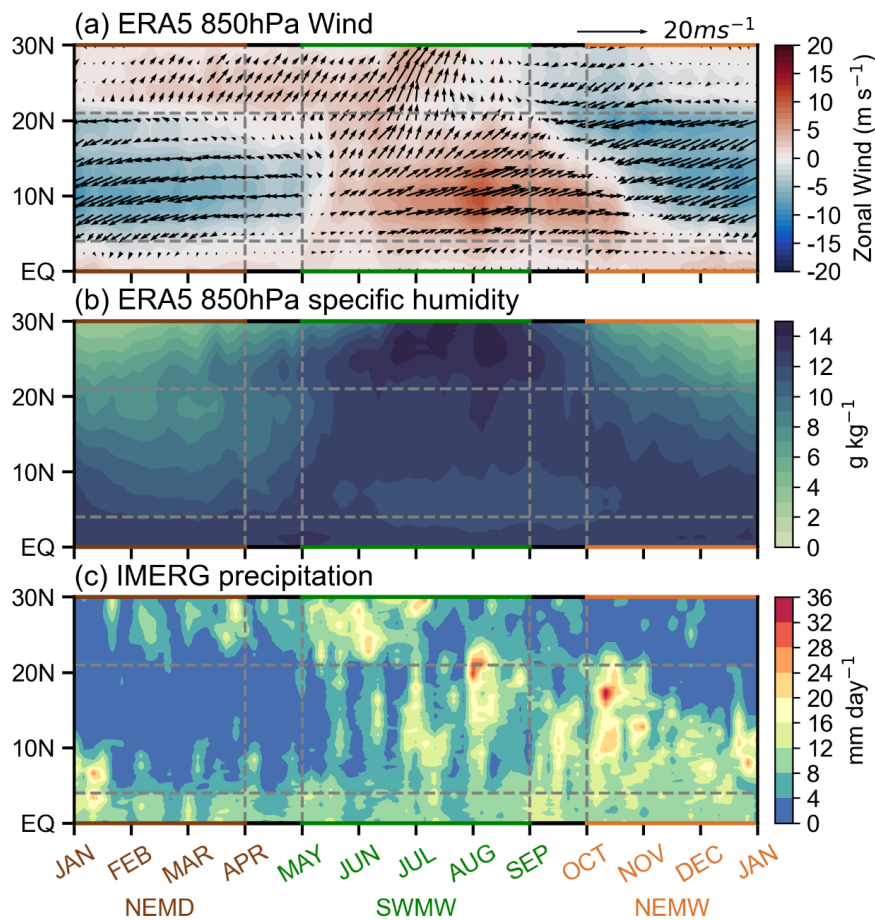 (a) ERA5 850hPa Wind
20ms⁻¹
30N
20N
10N
EQ
20
15
10
5
0
-5
-10
-15
-20
Zonal Wind (m s⁻¹)
(b) ERA5 850hPa specific humidity
30N
20N
10N
EQ
14
12
10
8
6
4
2
0
g kg⁻¹
(c) IMERG precipitation
30N
20N
10N
EQ
36
32
28
24
20
16
12
8
4
0
mm day⁻¹
JAN FEB MAR APR MAY JUN JUL AUG SEP OCT NOV DEC JAN
NEMD SWMW NEMW